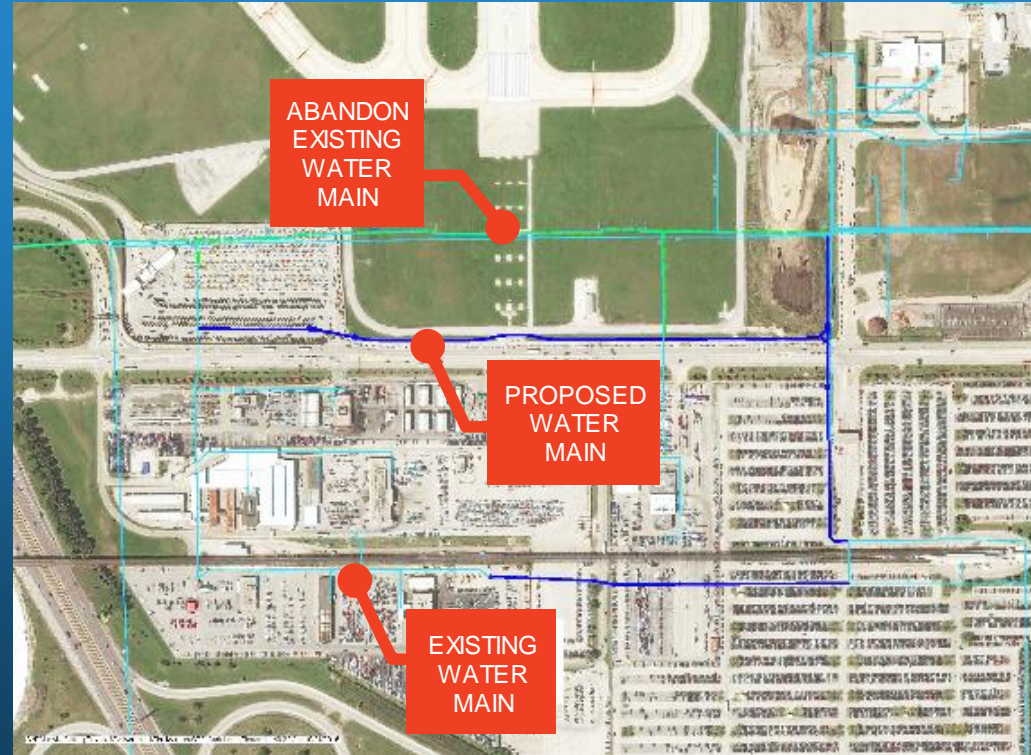 ABANDON
EXISTING
WATER
MAIN
PROPOSED
WATER
MAIN
EXISTING
WATER
MAIN